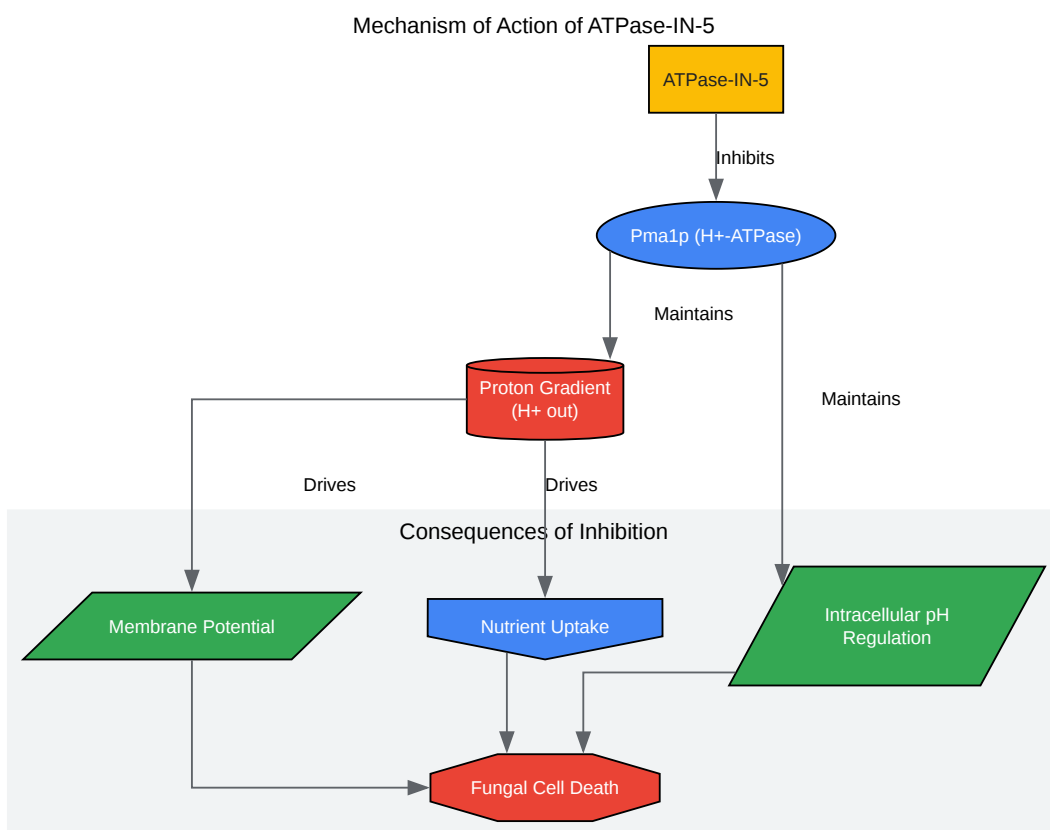 Mechanism of Action of ATPase-IN-5
ATPase-IN-5
Inhibits
Pma1p (H+-ATPase)
Maintains
Proton Gradient
(H+ out)
Maintains
Drives
Drives
Consequences of Inhibition
Membrane Potential
Nutrient Uptake
Intracellular pH
Regulation
Fungal Cell Death